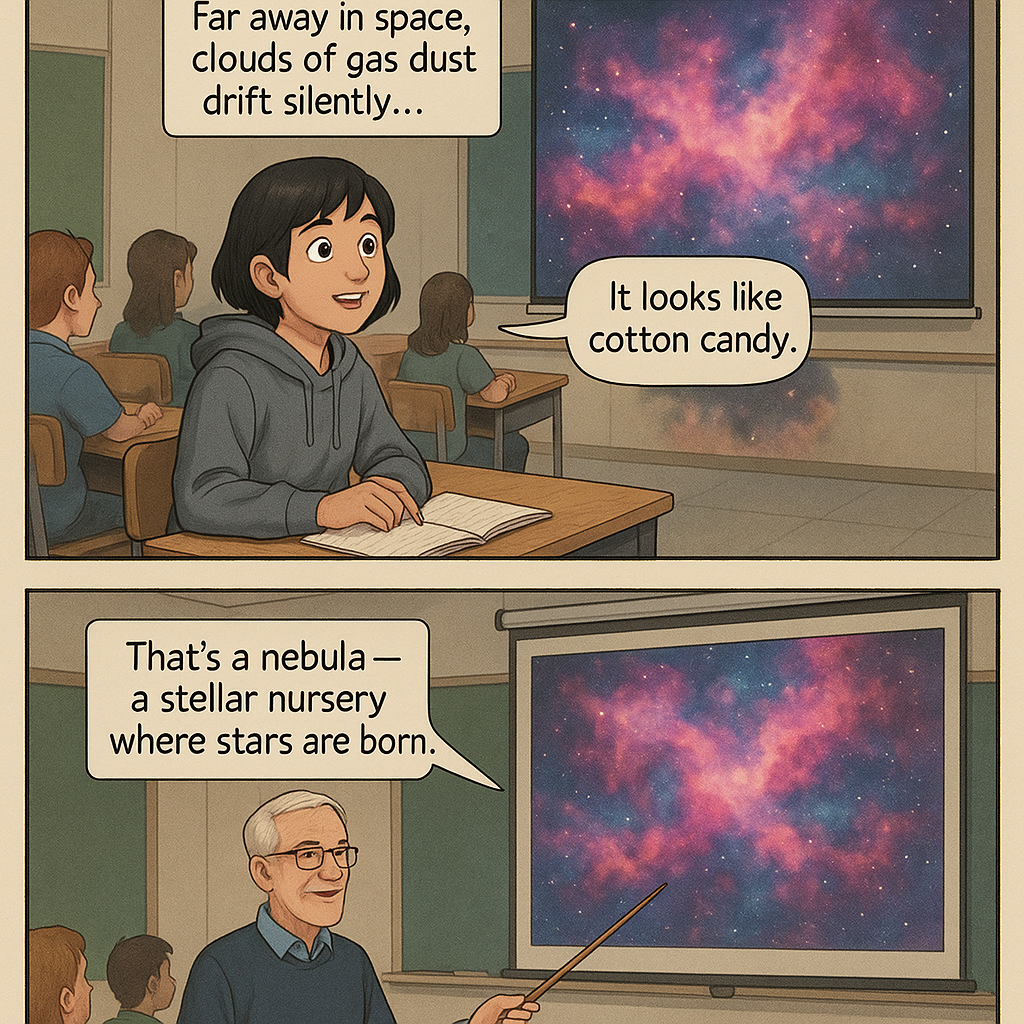 Far away in space,
clouds of gas dust
drift silently...
It looks like
cotton candy.
That's a nebula—
a stellar nursery
where stars are born.